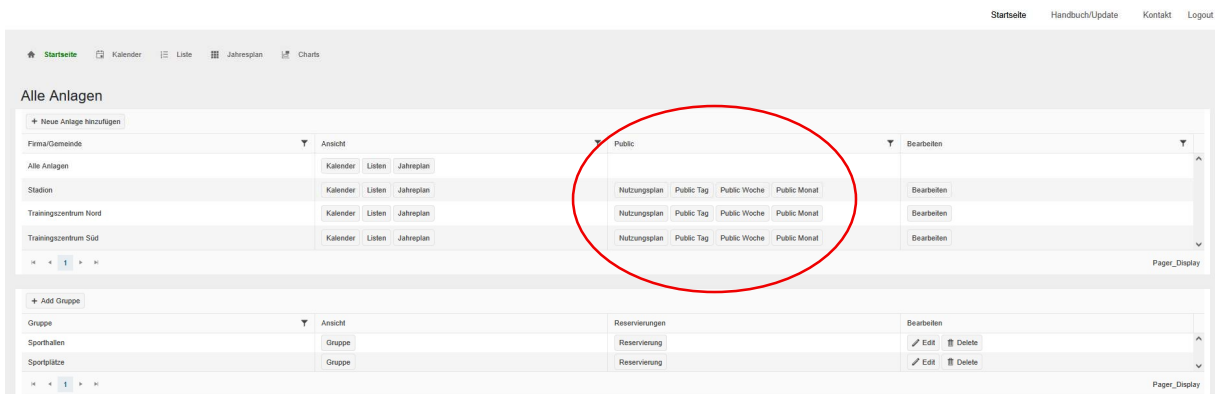 Startseite Handbuch/Update Kontakt Logout
Startseite Kalender Liste Jahresplan Charts
Alle Anlagen
+ Neue Anlage hinzufügen
Firma/Gemeinde Ansicht Public Bearbeiten
Alle Anlagen Kalender Listen Jahreplan
Stadion Kalender Listen Jahreplan Nutzungsplan Public Tag Public Woche Public Monat Bearbeiten
Trainingszentrum Nord Kalender Listen Jahreplan Nutzungsplan Public Tag Public Woche Public Monat Bearbeiten
Trainingszentrum Süd Kalender Listen Jahreplan Nutzungsplan Public Tag Public Woche Public Monat Bearbeiten
1 Pager_Display
+ Add Gruppe
Gruppe Ansicht Reservierungen Bearbeiten
Sporthallen Gruppe Reservierung Edit Delete
Sportplätze Gruppe Reservierung Edit Delete
1 Pager_Display